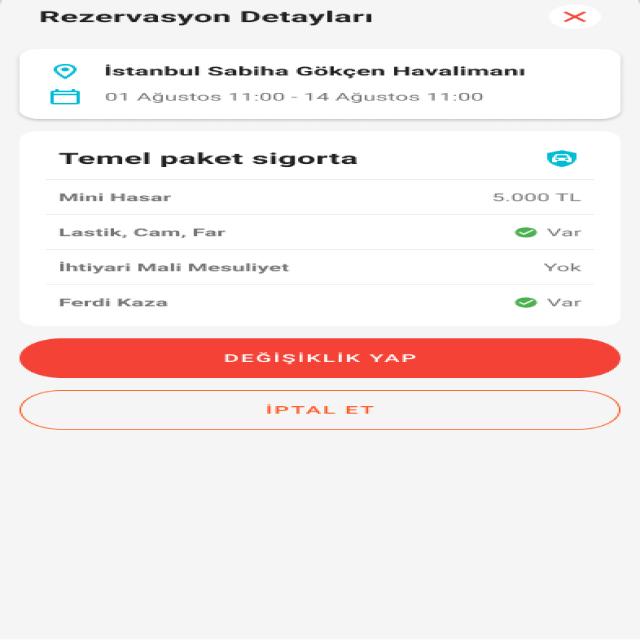 Rezervasyon Detayları
İstanbul Sabiha Gökçen Havalimanı
01 Ağustos 11:00 - 14 Ağustos 11:00
Temel paket sigorta
Mini Hasar 5.000 TL
Lastik, Cam, Far Var
İhtiyari Mali Mesuliyet Yok
Ferdi Kaza Var
DEĞİŞİKLİK YAP
İPTAL ET